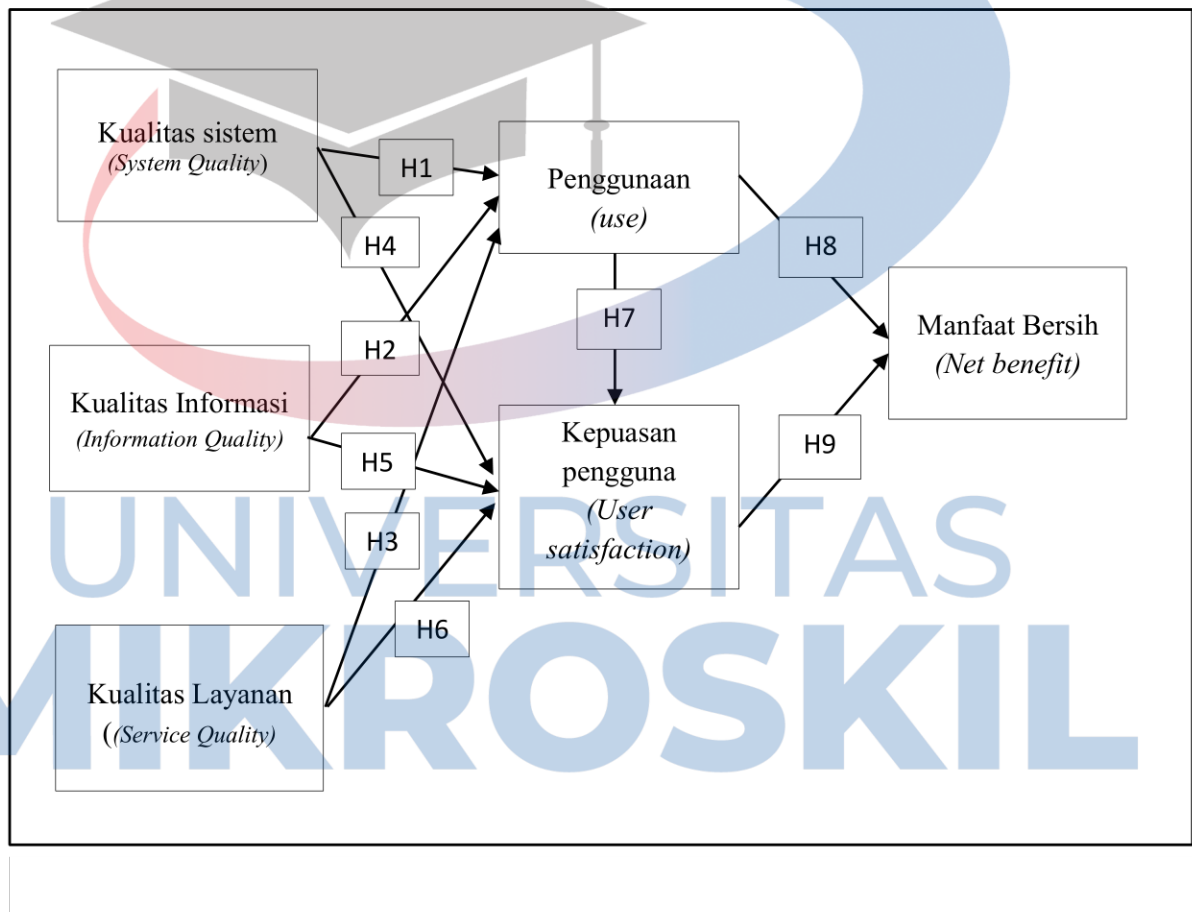 Kualitas sistem
(System Quality)
H1
Penggunaan
(use)
H4
H8
H7
H2
Manfaat Bersih
(Net benefit)
Kualitas Informasi
(Information Quality)
H5
Kepuasan
pengguna
(User
satisfaction)
H9
H3
H6
Kualitas Layanan
((Service Quality)
UNIVERSITAS
MIKROSKIL